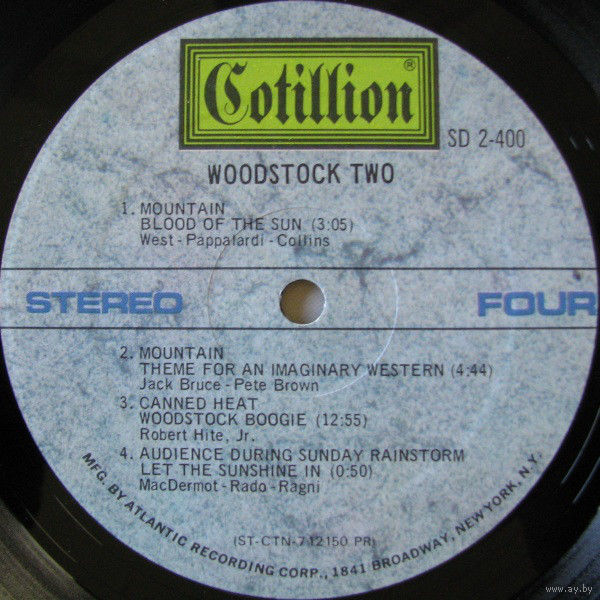 Cotillion®
SD 2-400
WOODSTOCK TWO
1. MOUNTAIN
BLOOD OF THE SUN (3:05)
West - Pappalardi - Collins
STEREO FOUR
2. MOUNTAIN
THEME FOR AN IMAGINARY WESTERN (4:44)
Jack Bruce - Pete Brown
3. CANNED HEAT
WOODSTOCK BOOGIE (12:55)
Robert Hite, Jr.
4. AUDIENCE DURING SUNDAY RAINSTORM
LET THE SUNSHINE IN (0:50)
MacDermot - Rado - Ragni
(ST-CTN-712150 PR)
MFG. BY ATLANTIC RECORDING CORP., 1841 BROADWAY, NEW YORK, N.Y.
www.ay.by